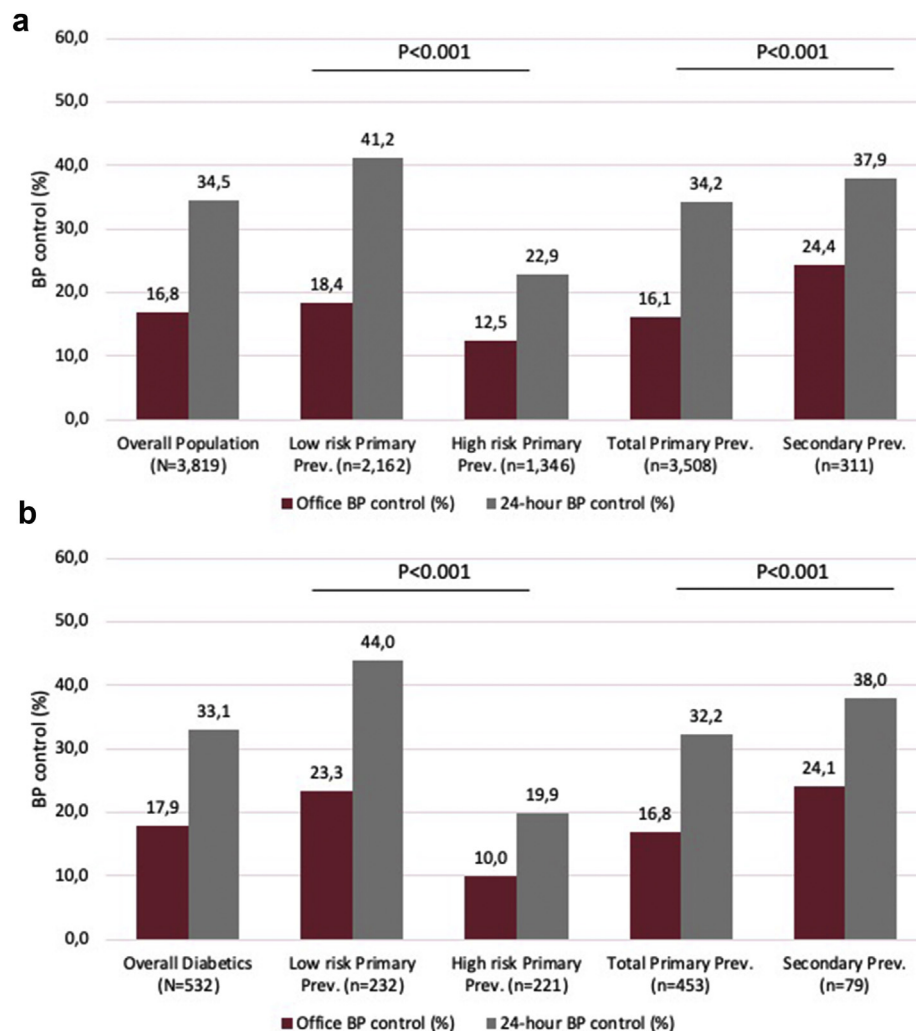 a
60,0
P<0.001
P<0.001
50,0
41,2
40,0
37,9
34,5
34,2
30,0
24,4
22,9
20,0
18,4
16,8
16,1
12,5
10,0
0,0
BP control (%)
Overall Population
(N=3,819)
Low risk Primary
Prev. (n=2,162)
High risk Primary
Prev. (n=1,346)
Total Primary Prev.
(n=3,508)
Secondary Prev.
(n=311)
Office BP control (%) 24-hour BP control (%)
b
60,0
P<0.001
P<0.001
50,0
44,0
40,0
38,0
33,1
32,2
30,0
24,1
23,3
20,0
19,9
17,9
16,8
10,0
10,0
0,0
BP control (%)
Overall Diabetics
(N=532)
Low risk Primary
Prev. (n=232)
High risk Primary
Prev. (n=221)
Total Primary Prev.
(n=453)
Secondary Prev.
(n=79)
Office BP control (%) 24-hour BP control (%)